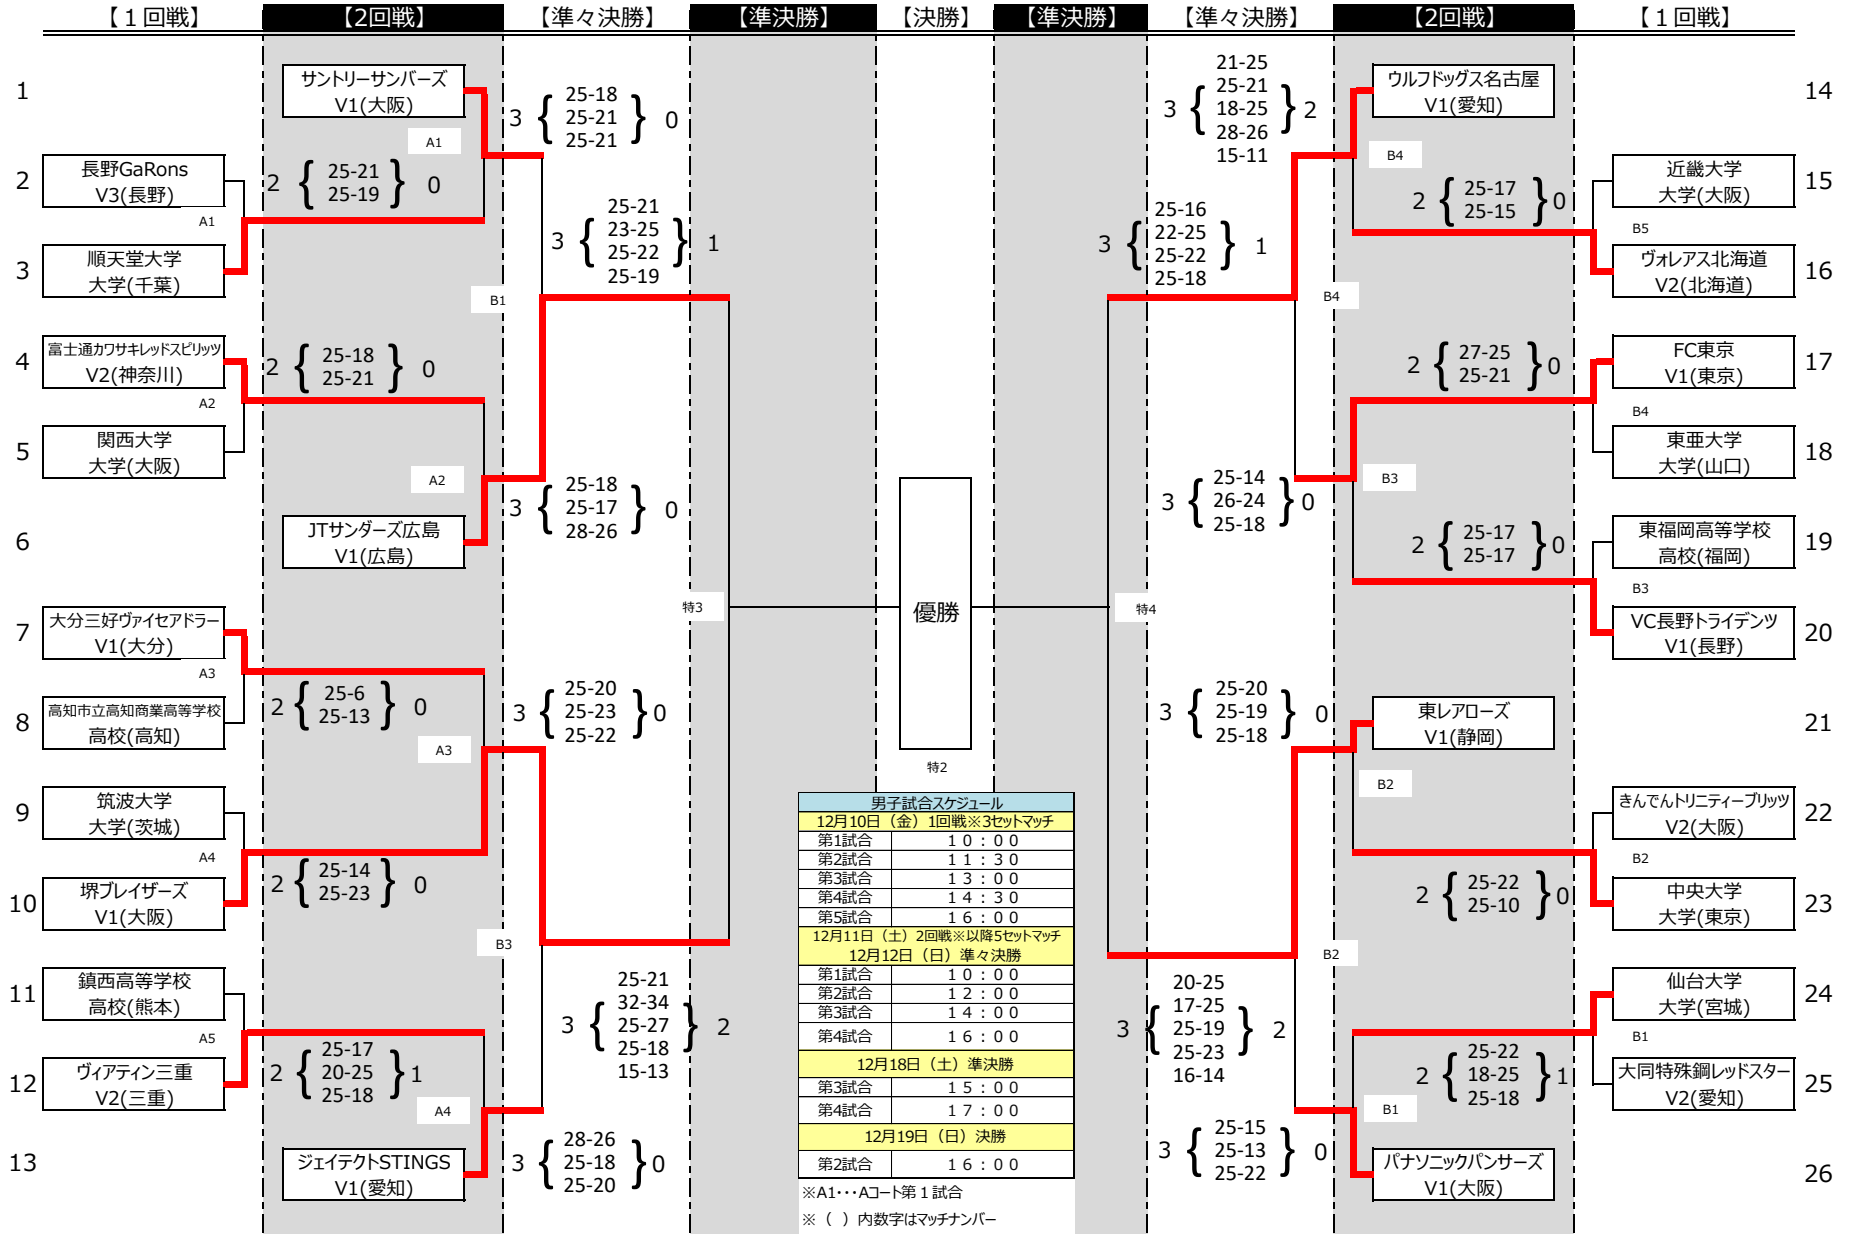 【１回戦】
【2回戦】
【準々決勝】
【準決勝】
【決勝】
【準決勝】
【準々決勝】
【2回戦】
【１回戦】
1
サントリーサンバーズ
V1(大阪)
A1
3 { 25-18 } 0
25-21
25-21
2
長野GaRons
V3(長野)
A1
2 { 25-21 } 0
25-19
3
順天堂大学
大学(千葉)
3 { 25-21 } 1
23-25
25-22
25-19
B1
4
富士通カワサキレッドスピリッツ
V2(神奈川)
A2
2 { 25-18 } 0
25-21
5
関西大学
大学(大阪)
A2
3 { 25-18 } 0
25-17
28-26
6
JTサンダーズ広島
V1(広島)
特3
7
大分三好ヴァイセアドラー
V1(大分)
A3
2 { 25-6 } 0
25-13
8
高知市立高知商業高等学校
高校(高知)
A3
3 { 25-20 } 0
25-23
25-22
9
筑波大学
大学(茨城)
A4
2 { 25-14 } 0
25-23
10
堺ブレイザーズ
V1(大阪)
B3
11
鎮西高等学校
高校(熊本)
A5
3 { 25-21 } 2
32-34
25-27
25-18
15-13
12
ヴィアティン三重
V2(三重)
2 { 25-17 } 1
20-25
25-18
A4
13
ジェイテクトSTINGS
V1(愛知)
3 { 28-26 } 0
25-18
25-20
優勝
特2
男子試合スケジュール
12月10日（金）1回戦※3セットマッチ
第1試合 １０：００
第2試合 １１：３０
第3試合 １３：００
第4試合 １４：３０
第5試合 １６：００
12月11日（土）2回戦※以降5セットマッチ
12月12日（日）準々決勝
第1試合 １０：００
第2試合 １２：００
第3試合 １４：００
第4試合 １６：００
12月18日（土）準決勝
第3試合 １５：００
第4試合 １７：００
12月19日（日）決勝
第2試合 １６：００
※A1・・・Aコート第１試合
※（ ）内数字はマッチナンバー
3 { 21-25 } 2
25-21
18-25
28-26
15-11
ウルフドッグス名古屋
V1(愛知)
14
B4
2 { 25-17 } 0
25-15
近畿大学
大学(大阪)
15
B5
3 { 25-16 } 1
22-25
25-22
25-18
ヴォレアス北海道
V2(北海道)
16
B4
2 { 27-25 } 0
25-21
FC東京
V1(東京)
17
B4
東亜大学
大学(山口)
18
3 { 25-14 } 0
26-24
25-18
B3
2 { 25-17 } 0
25-17
東福岡高等学校
高校(福岡)
19
B3
特4
VC長野トライデンツ
V1(長野)
20
3 { 25-20 } 0
25-19
25-18
東レアローズ
V1(静岡)
21
B2
きんでんトリニティーブリッツ
V2(大阪)
22
B2
2 { 25-22 } 0
25-10
中央大学
大学(東京)
23
B2
3 { 20-25 } 2
17-25
25-19
25-23
16-14
仙台大学
大学(宮城)
24
B1
2 { 25-22 } 1
18-25
25-18
大同特殊鋼レッドスター
V2(愛知)
25
B1
3 { 25-15 } 0
25-13
25-22
パナソニックパンサーズ
V1(大阪)
26